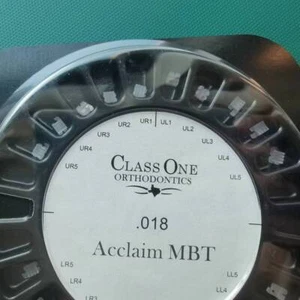 UR1 UL1
UR2 UL2
UR3 UL3
UR4 UL4
UR5 UL5
CLASS ONE
ORTHODONTICS
.018
Acclaim MBT
LR5 LL5
LR4 LL4
LR3